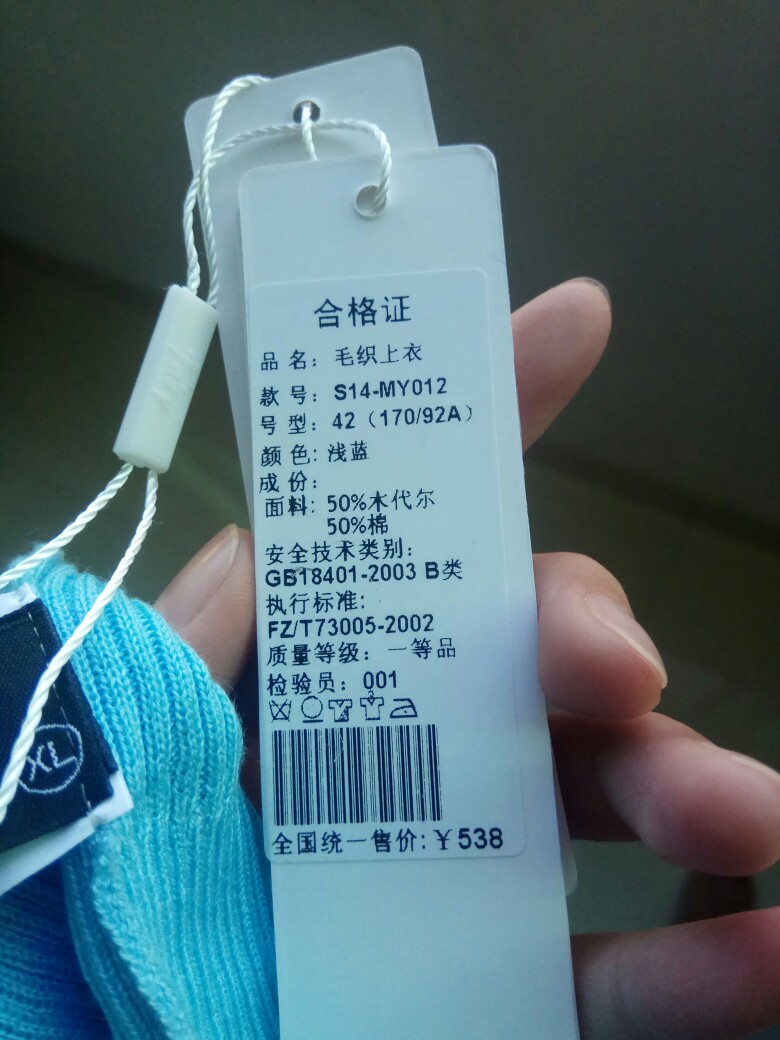 合格证
品 名：毛织上衣
款 号：S14-MY012
号 型：42（170/92A）
颜 色：浅蓝
成 份：
面料：50%木代尔
50%棉
安全技术类别：
GB18401-2003 B类
执行标准：
FZ/T73005-2002
质量等级：一等品
检验员：001
全国统一售价：￥538
XL